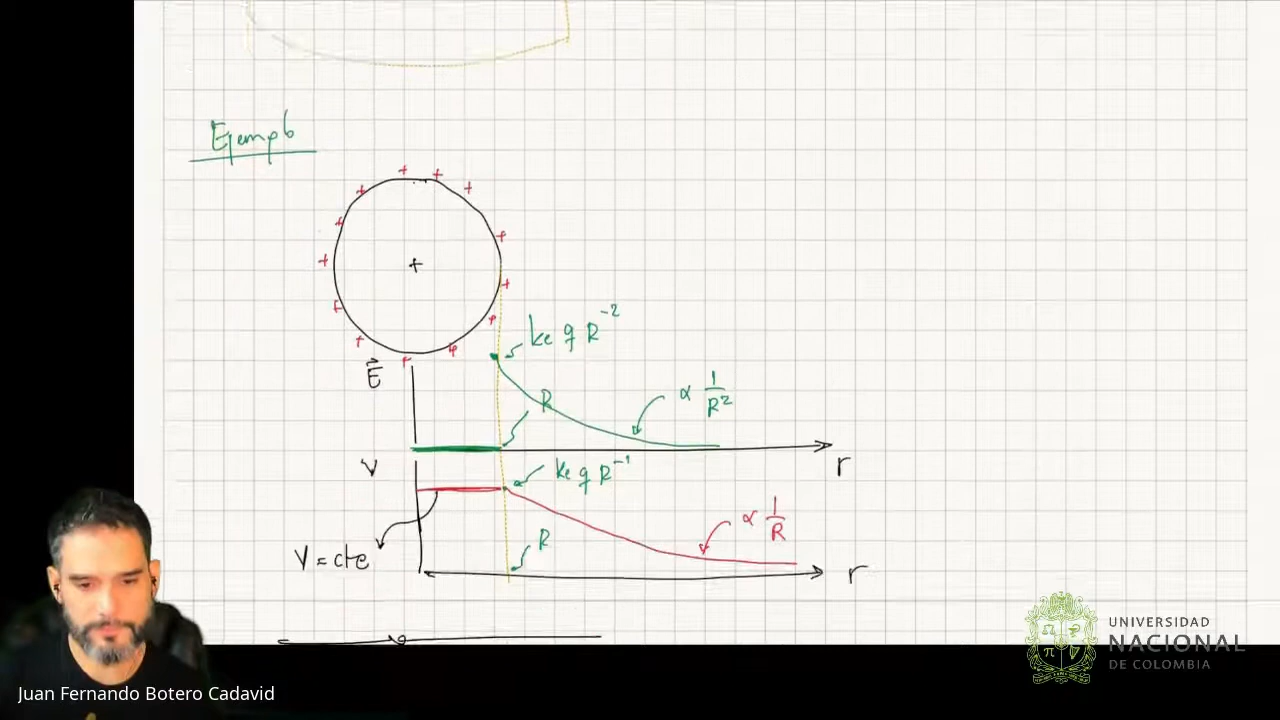 Ejemplo
ke q R⁻²
E⃗
∝ 1/R²
R
r
V
ke q R⁻¹
∝ 1/R
V = cte
R
r
UNIVERSIDAD
NACIONAL
DE COLOMBIA
Juan Fernando Botero Cadavid